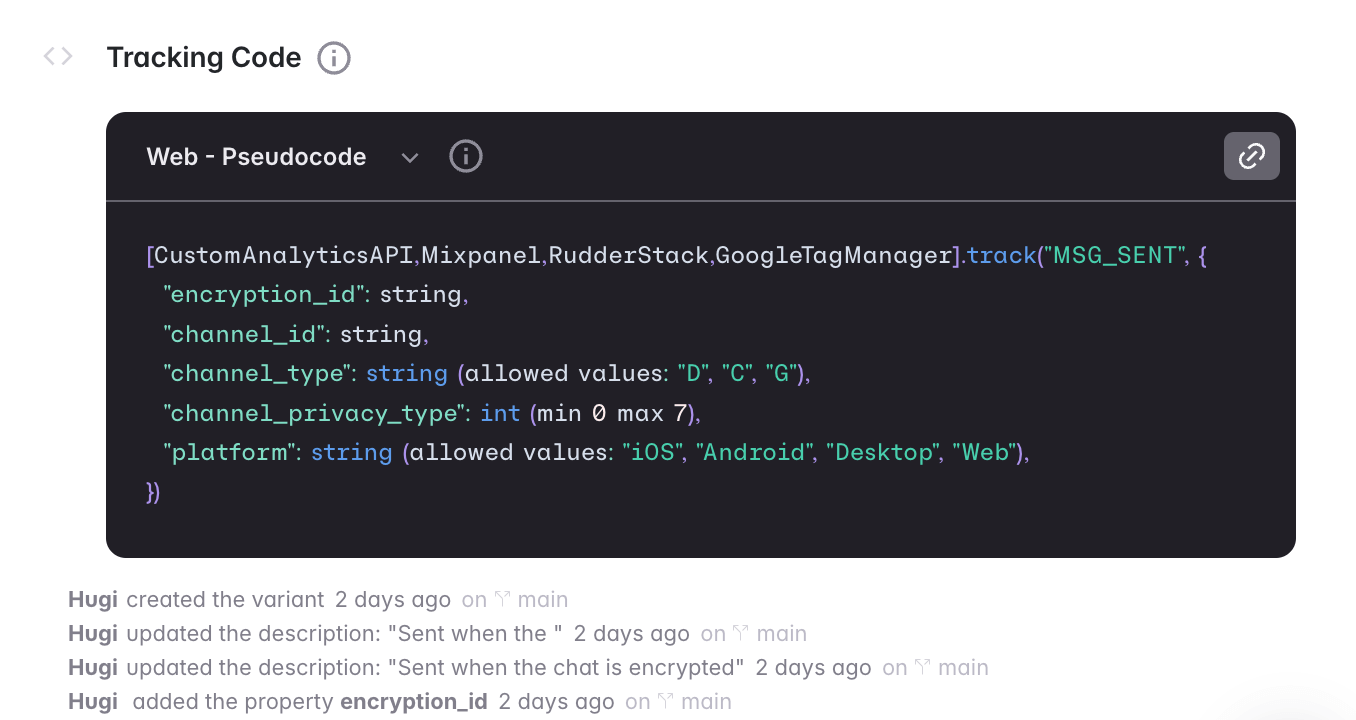 Tracking Code
Web - Pseudocode
[CustomAnalyticsAPI,Mixpanel,RudderStack,GoogleTagManager].track("MSG_SENT", {
"encryption_id": string,
"channel_id": string,
"channel_type": string (allowed values: "D", "C", "G"),
"channel_privacy_type": int (min 0 max 7),
"platform": string (allowed values: "iOS", "Android", "Desktop", "Web"),
})
Hugi created the variant 2 days ago on main
Hugi updated the description: "Sent when the " 2 days ago on main
Hugi updated the description: "Sent when the chat is encrypted" 2 days ago on main
Hugi added the property encryption_id 2 days ago on main